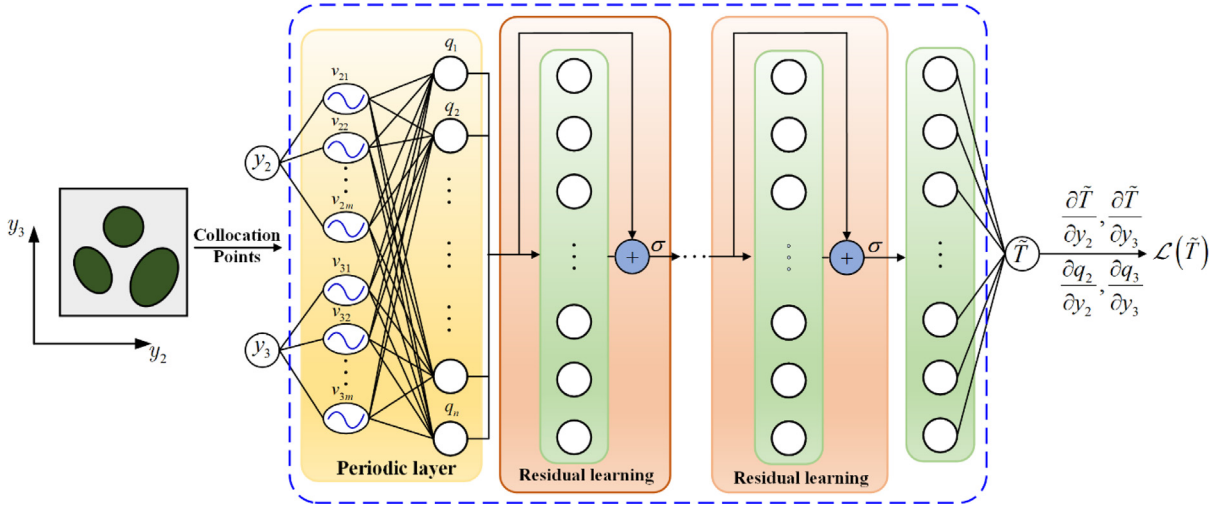 y₃
y₂
Collocation
Points
y₂
y₃
v₂₁
v₂₂
v₂ₘ
v₃₁
v₃₂
v₃ₘ
q₁
q₂
qₙ
Periodic layer
+
σ
Residual learning
...
+
σ
Residual learning
T̃
∂T̃/∂y₂, ∂T̃/∂y₃
∂q₂/∂y₂, ∂q₃/∂y₃
ℒ(T̃)